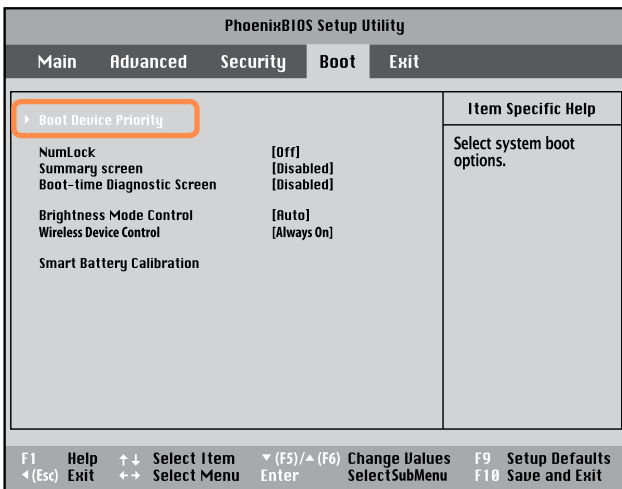 PhoenixBIOS Setup Utility
Main Advanced Security Boot Exit
Item Specific Help
▸ Boot Device Priority
Select system boot
options.
NumLock [Off]
Summary screen [Disabled]
Boot-time Diagnostic Screen [Disabled]
Brightness Mode Control [Auto]
Wireless Device Control [Always On]
Smart Battery Calibration
F1 Help ↑↓ Select Item ▼(F5)/▲(F6) Change Values F9 Setup Defaults
◂(Esc) Exit ←→ Select Menu Enter SelectSubMenu F10 Save and Exit